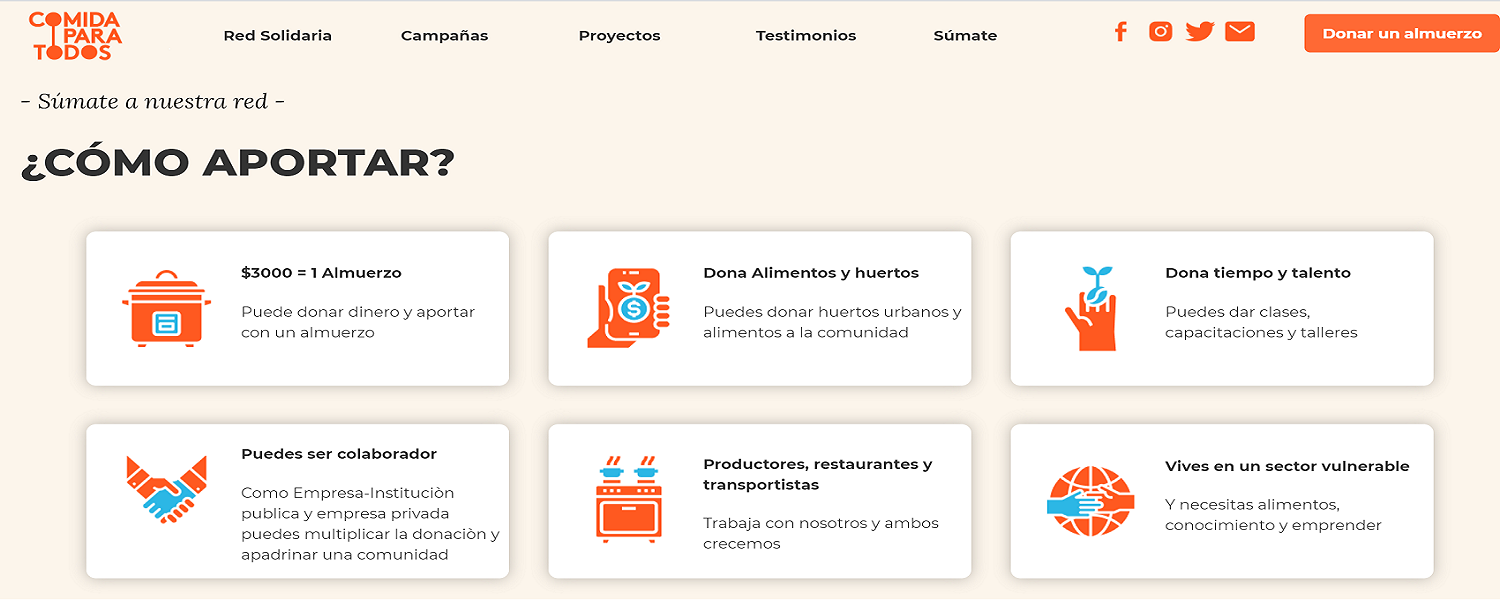 COMIDA
PARA
TODOS
Red Solidaria
Campañas
Proyectos
Testimonios
Súmate
Donar un almuerzo
- Súmate a nuestra red -
¿CÓMO APORTAR?
$3000 = 1 Almuerzo
Puede donar dinero y aportar
con un almuerzo
Dona Alimentos y huertos
Puedes donar huertos urbanos y
alimentos a la comunidad
Dona tiempo y talento
Puedes dar clases,
capacitaciones y talleres
Puedes ser colaborador
Como Empresa-Instituciòn
publica y empresa privada
puedes multiplicar la donaciòn y
apadrinar una comunidad
Productores, restaurantes y
transportistas
Trabaja con nosotros y ambos
crecemos
Vives en un sector vulnerable
Y necesitas alimentos,
conocimiento y emprender